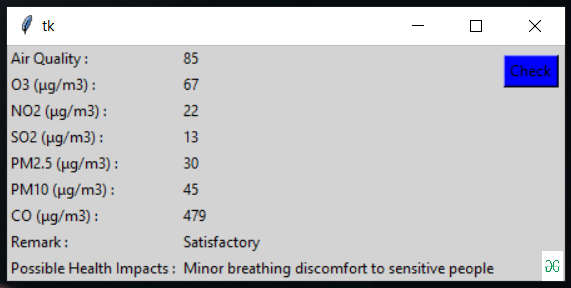 tk
Air Quality : 85
Check
O3 (μg/m3) : 67
NO2 (μg/m3) : 22
SO2 (μg/m3) : 13
PM2.5 (μg/m3) : 30
PM10 (μg/m3) : 45
CO (μg/m3) : 479
Remark : Satisfactory
Possible Health Impacts : Minor breathing discomfort to sensitive people